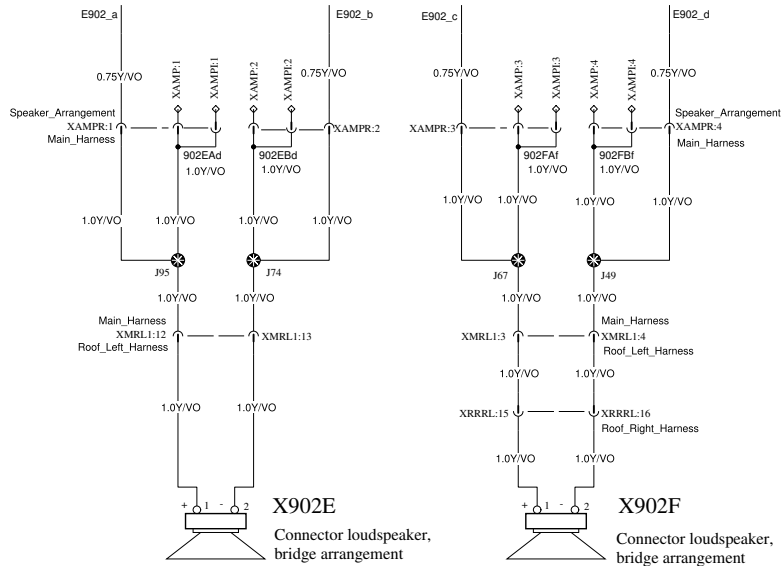 E902_a
E902_b
E902_c
E902_d
XAMP:1
XAMPI:1
XAMP:2
XAMPI:2
XAMP:3
XAMPI:3
XAMP:4
XAMPI:4
0.75Y/VO
0.75Y/VO
0.75Y/VO
0.75Y/VO
Speaker_Arrangement
XAMPR:1
Main_Harness
XAMPR:2
XAMPR:3
Speaker_Arrangement
XAMPR:4
Main_Harness
902EAd
1.0Y/VO
902EBd
1.0Y/VO
902FAf
1.0Y/VO
902FBf
1.0Y/VO
1.0Y/VO
1.0Y/VO
1.0Y/VO
1.0Y/VO
1.0Y/VO
1.0Y/VO
1.0Y/VO
1.0Y/VO
J95
J74
J67
J49
1.0Y/VO
1.0Y/VO
1.0Y/VO
1.0Y/VO
Main_Harness
XMRL1:12
Roof_Left_Harness
XMRL1:13
XMRL1:3
Main_Harness
XMRL1:4
Roof_Left_Harness
1.0Y/VO
1.0Y/VO
1.0Y/VO
1.0Y/VO
XRRRL:15
XRRRL:16
Roof_Right_Harness
1.0Y/VO
1.0Y/VO
+ 1 - 2
X902E
Connector loudspeaker,
bridge arrangement
+ 1 - 2
X902F
Connector loudspeaker,
bridge arrangement